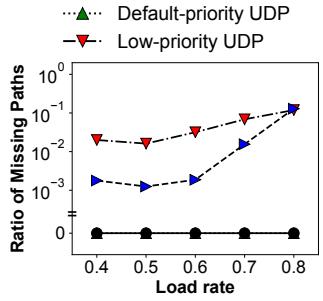 Default-priority UDP
Low-priority UDP
Ratio of Missing Paths
10⁰
10⁻¹
10⁻²
10⁻³
0
0.4 0.5 0.6 0.7 0.8
Load rate